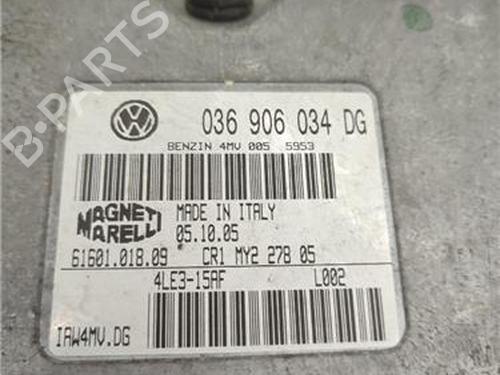 036 906 034 DG
BENZIN 4MV 005 5953
MAGNETI MARELLI
MADE IN ITALY
05.10.05
61601.018.09 CR1 MY2 278 05
4LE3-15AF L002
IAW4MV.DG
B-PARTS